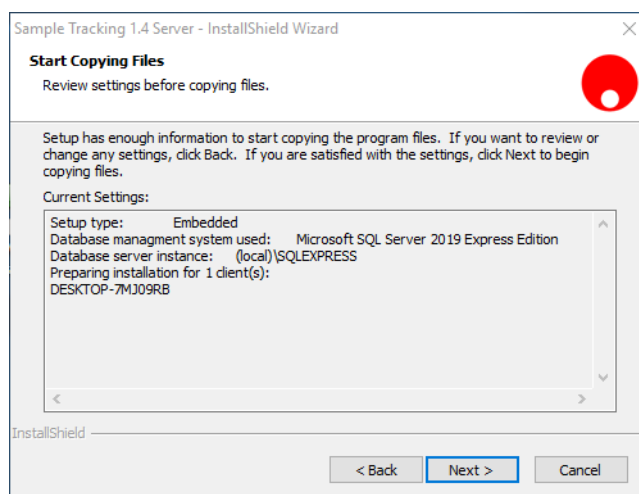 Sample Tracking 1.4 Server - InstallShield Wizard
Start Copying Files
Review settings before copying files.
Setup has enough information to start copying the program files. If you want to review or
change any settings, click Back. If you are satisfied with the settings, click Next to begin
copying files.
Current Settings:
Setup type: Embedded
Database managment system used: Microsoft SQL Server 2019 Express Edition
Database server instance: (local)\SQLEXPRESS
Preparing installation for 1 client(s):
DESKTOP-7MJ09RB
InstallShield
< Back Next > Cancel